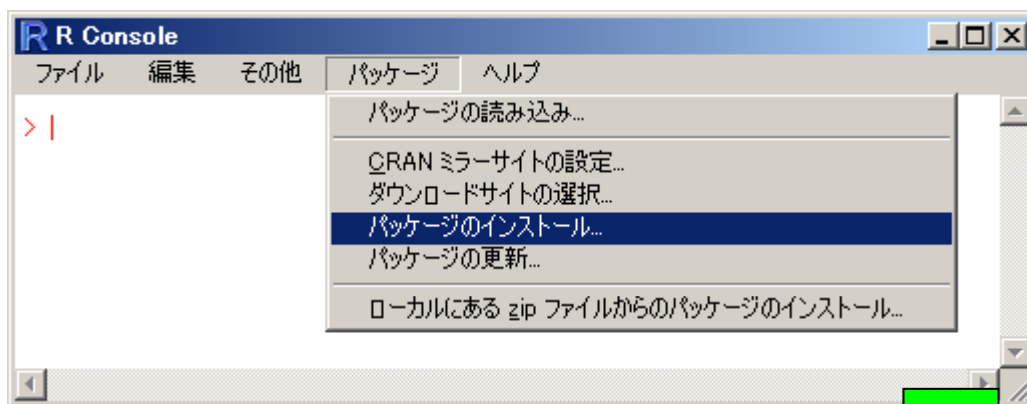 R R Console
ファイル 編集 その他 パッケージ ヘルプ
> |
パッケージの読み込み...
CRAN ミラーサイトの設定...
ダウンロードサイトの選択...
パッケージのインストール...
パッケージの更新...
ローカルにある zip ファイルからのパッケージのインストール...